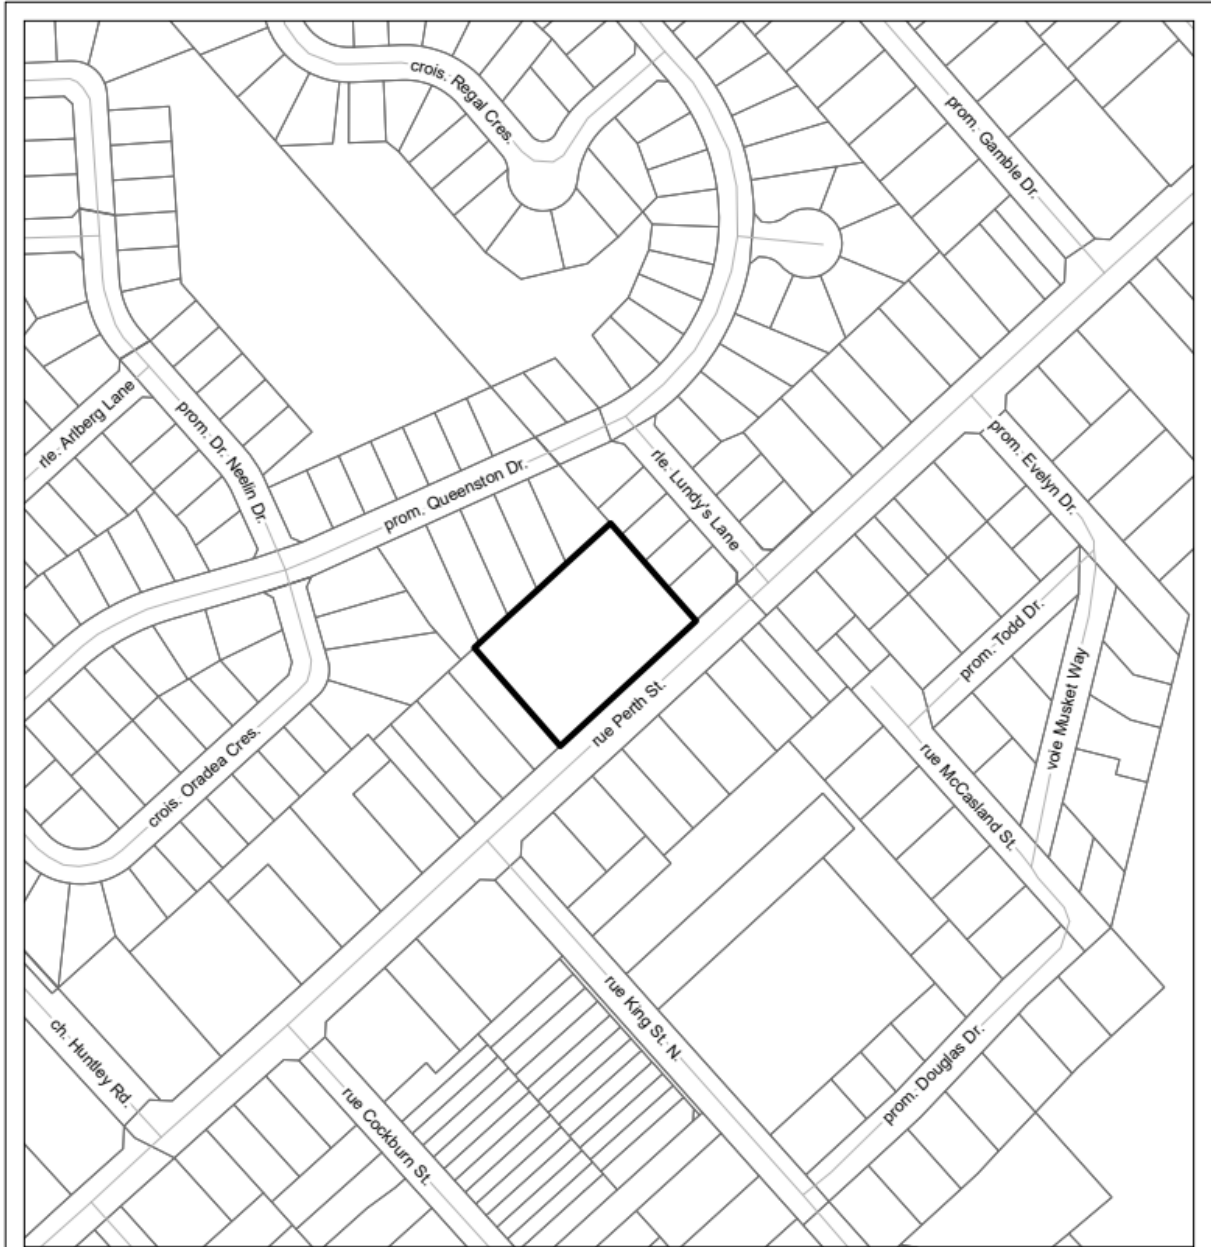 crois. Regal Cres.
prom. Gamble Dr.
rle. Arlberg Lane
prom. Dr. Neelin Dr.
prom. Queenston Dr.
rle. Lundy's Lane
prom. Evelyn Dr.
prom. Todd Dr.
voie Musket Way
rue Perth St.
crois. Oradea Cres.
rue McCasland St.
rue King St. N.
ch. Huntley Rd.
rue Cockburn St.
prom. Douglas Dr.